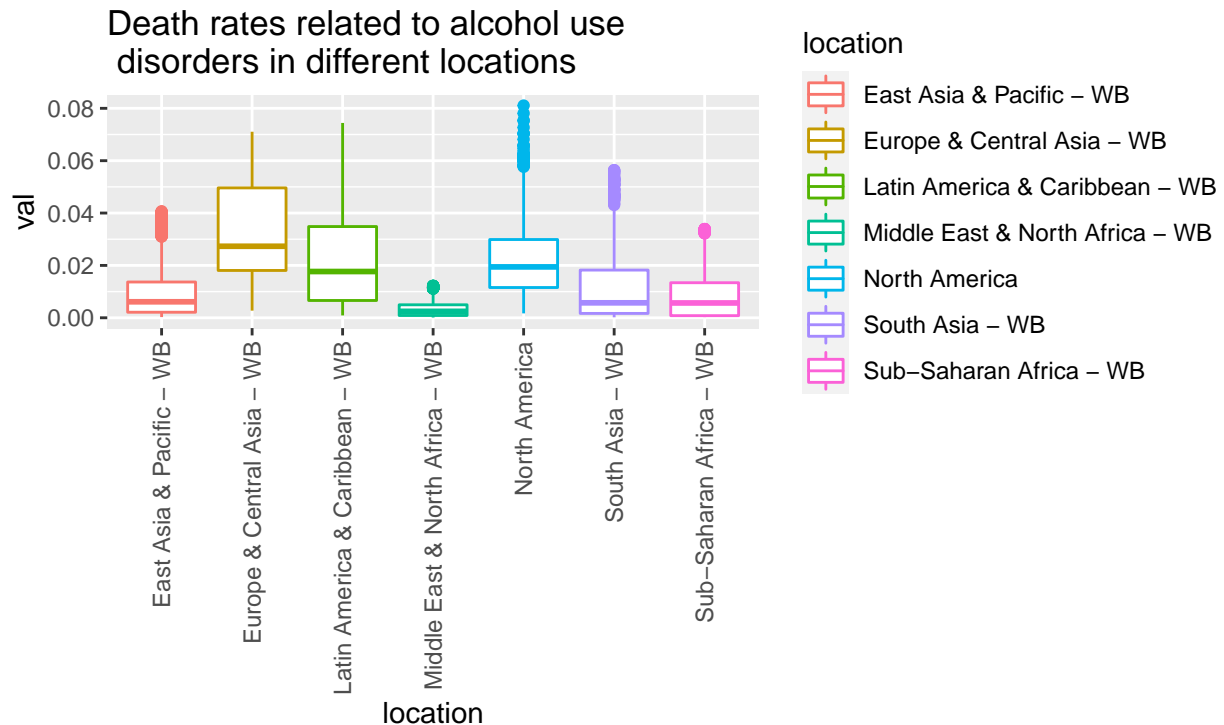 Death rates related to alcohol use
disorders in different locations
val
0.08
0.06
0.04
0.02
0.00
East Asia & Pacific − WB
Europe & Central Asia − WB
Latin America & Caribbean − WB
Middle East & North Africa − WB
North America
South Asia − WB
Sub−Saharan Africa − WB
location
location
East Asia & Pacific − WB
Europe & Central Asia − WB
Latin America & Caribbean − WB
Middle East & North Africa − WB
North America
South Asia − WB
Sub−Saharan Africa − WB